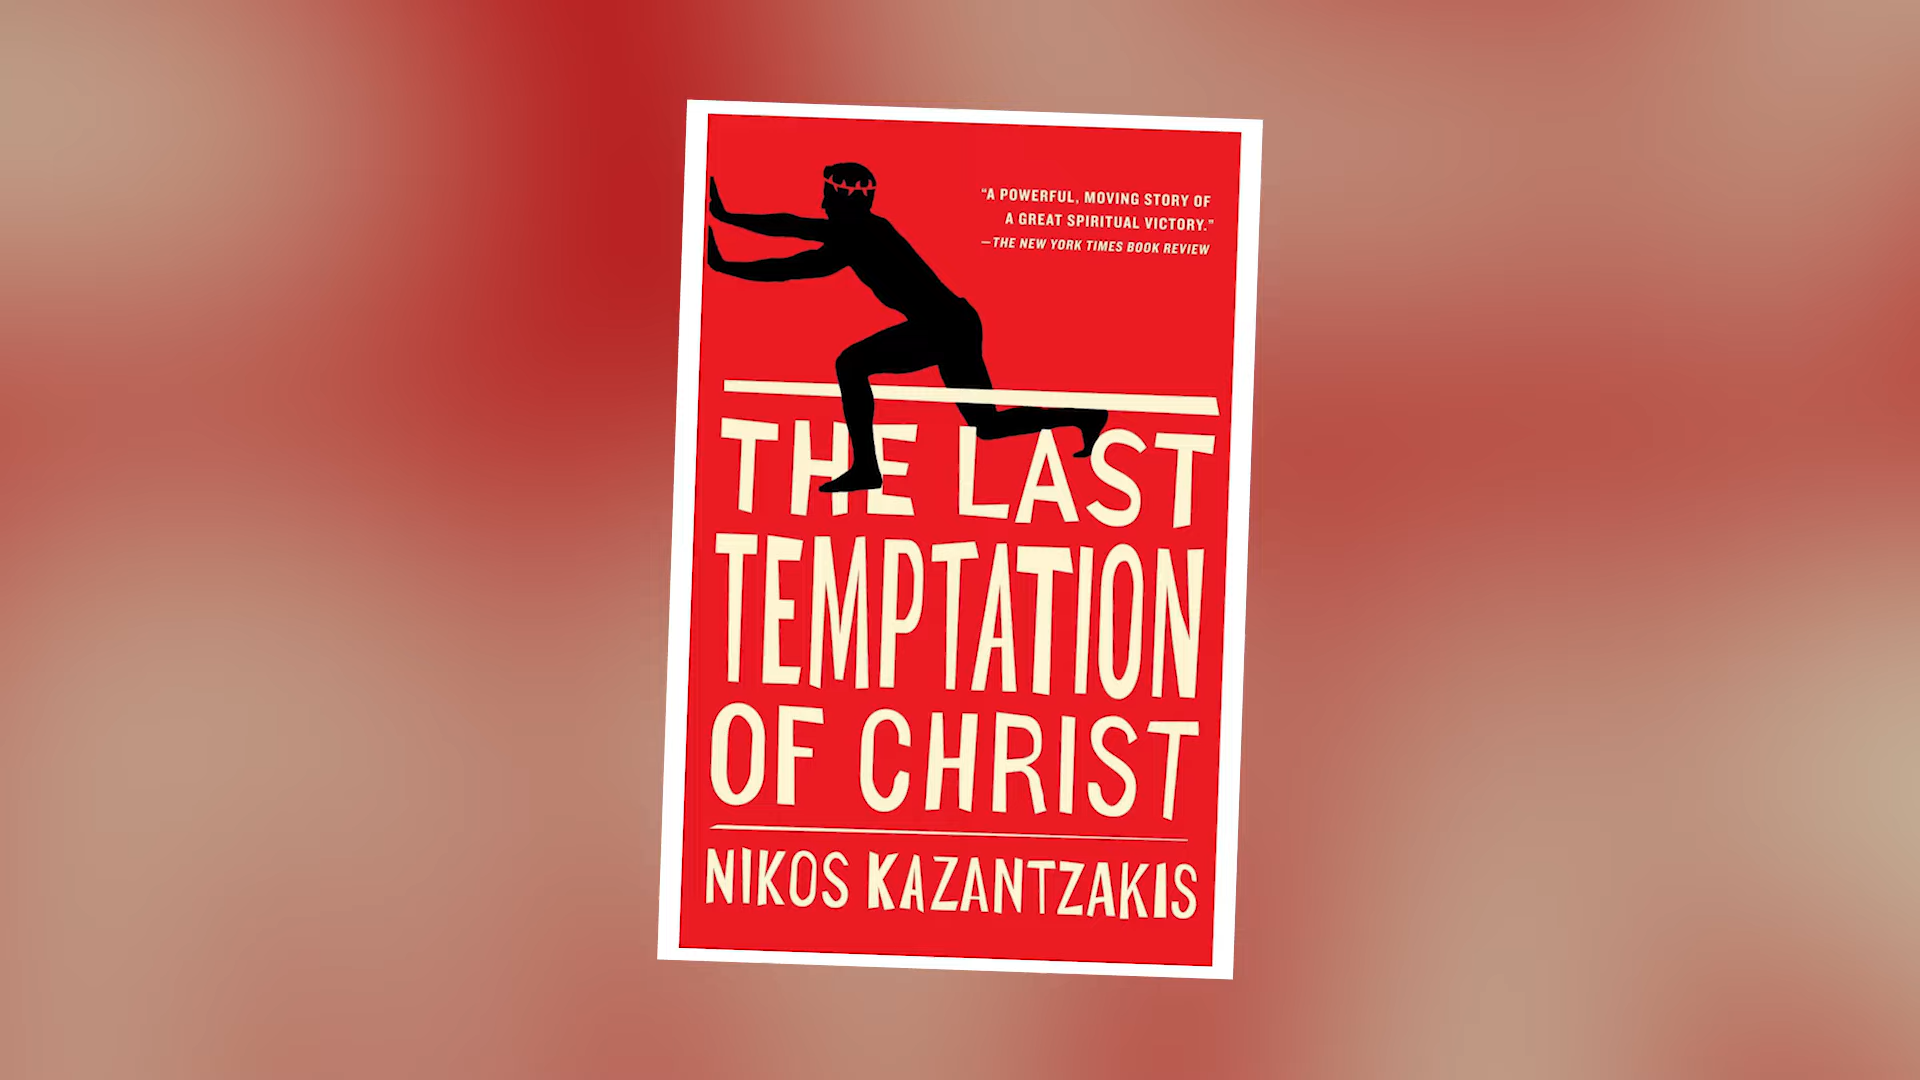 “A POWERFUL, MOVING STORY OF
A GREAT SPIRITUAL VICTORY.”
—THE NEW YORK TIMES BOOK REVIEW
THE LAST
TEMPTATION
OF CHRIST
NIKOS KAZANTZAKIS